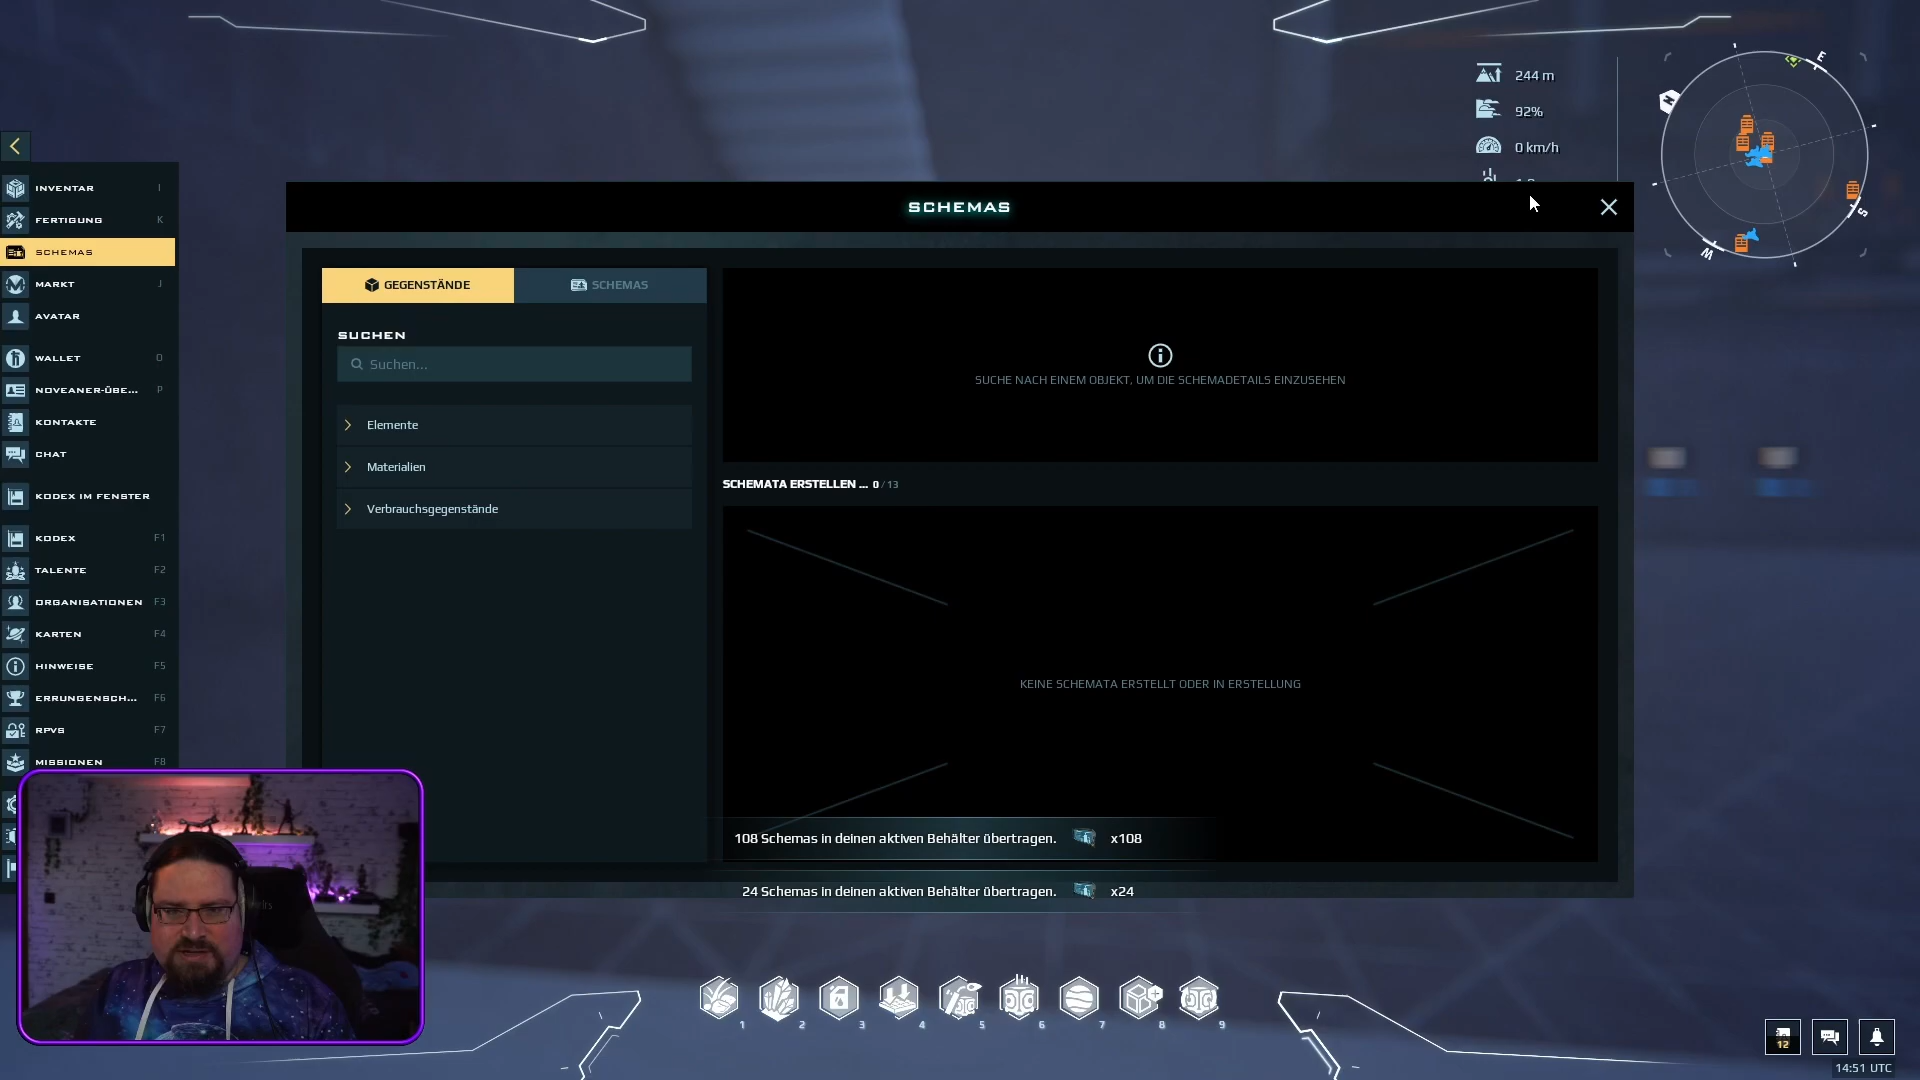 244 m
92%
0 km/h
E
N
S
W
INVENTAR I
FERTIGUNG K
SCHEMAS
MARKT J
AVATAR
WALLET O
NOVEANER-ÜBE... P
KONTAKTE
CHAT
KODEX IM FENSTER
KODEX F1
TALENTE F2
ORGANISATIONEN F3
KARTEN F4
HINWEISE F5
ERRUNGENSCH... F6
RPVS F7
MISSIONEN F8
SCHEMAS
GEGENSTÄNDE
SCHEMAS
SUCHEN
Suchen...
Elemente
Materialien
Verbrauchsgegenstände
SUCHE NACH EINEM OBJEKT, UM DIE SCHEMADETAILS EINZUSEHEN
SCHEMATA ERSTELLEN ... 0 / 13
KEINE SCHEMATA ERSTELLT ODER IN ERSTELLUNG
108 Schemas in deinen aktiven Behälter übertragen. x108
24 Schemas in deinen aktiven Behälter übertragen. x24
1 2 3 4 5 6 7 8 9
12
14:51 UTC